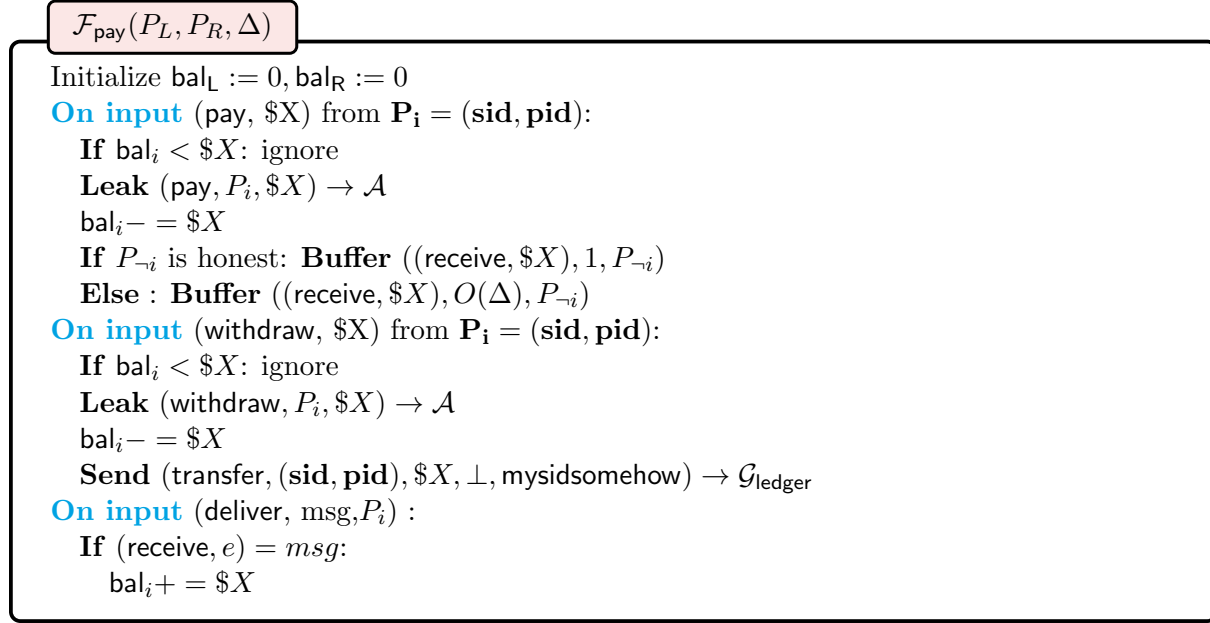 𝓕pay(P_L, P_R, Δ)
Initialize bal_L := 0, bal_R := 0
On input (pay, $X) from P_i = (sid, pid):
If bal_i < $X: ignore
Leak (pay, P_i, $X) → 𝒜
bal_i− = $X
If P_¬i is honest: Buffer ((receive, $X), 1, P_¬i)
Else : Buffer ((receive, $X), O(Δ), P_¬i)
On input (withdraw, $X) from P_i = (sid, pid):
If bal_i < $X: ignore
Leak (withdraw, P_i, $X) → 𝒜
bal_i− = $X
Send (transfer, (sid, pid), $X, ⊥, mysidsomehow) → 𝒢ledger
On input (deliver, msg,P_i) :
If (receive, e) = msg:
bal_i+ = $X